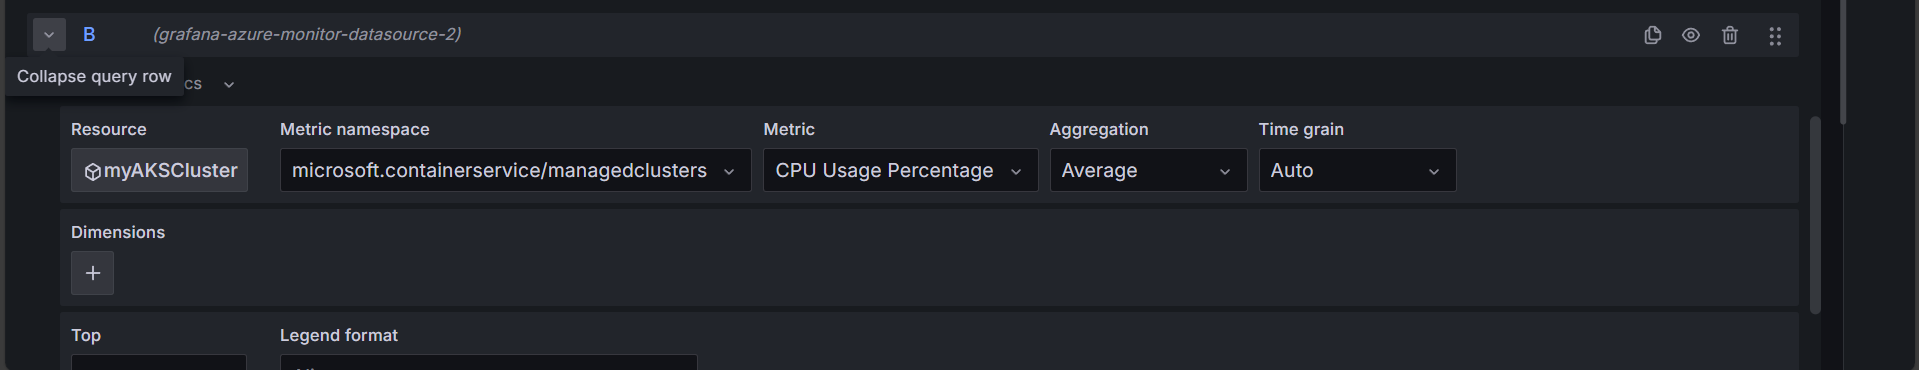 B (grafana-azure-monitor-datasource-2)
Collapse query row
cs
Resource Metric namespace Metric Aggregation Time grain
myAKSCluster microsoft.containerservice/managedclusters CPU Usage Percentage Average Auto
Dimensions
+
Top Legend format